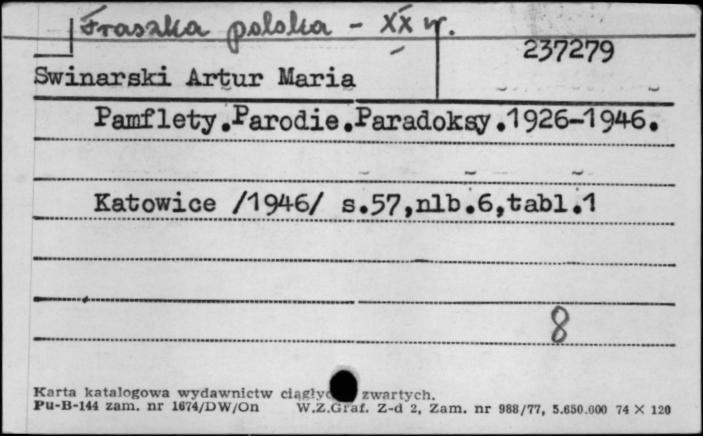 Fraszka polska - XX w.
237279
Swinarski Artur Maria
Pamflety.Parodie.Paradoksy.1926-1946.
Katowice /1946/ s.57,nlb.6,tabl.1
8
Karta katalogowa wydawnictw zwartych.
Pu-B-144 zam. nr 1674/DW/On W.Z.Graf. Z-d 2, Zam. nr 988/77, 5.650.000 74 × 120